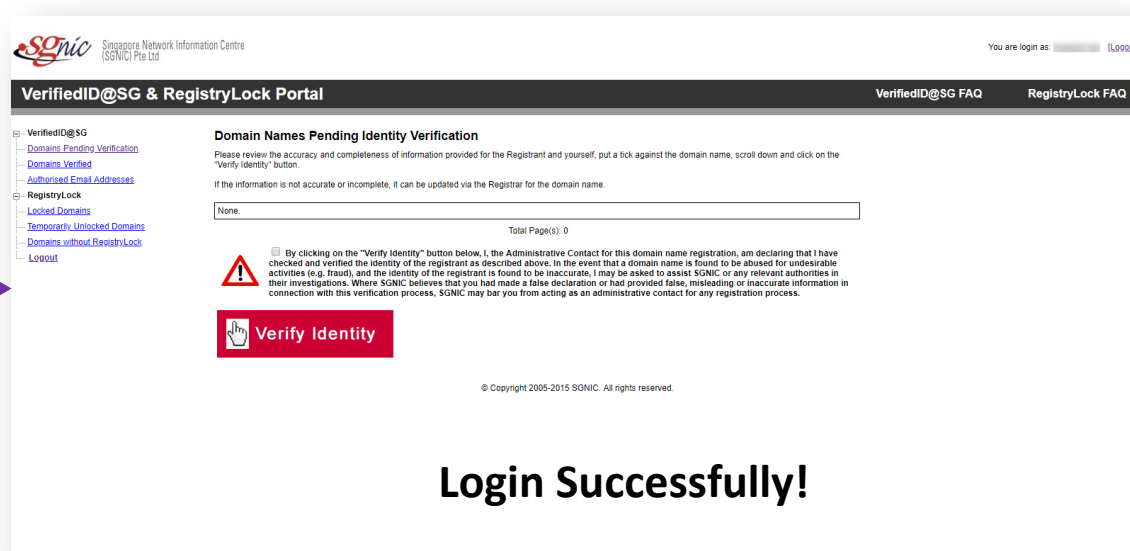 sgnic Singapore Network Information Centre
(SGNIC) Pte Ltd
You are login as: [Logo
VerifiedID@SG & RegistryLock Portal
VerifiedID@SG FAQ
RegistryLock FAQ
VerifiedID@SG
Domains Pending Verification
Domains Verified
Authorised Email Addresses
RegistryLock
Locked Domains
Temporarily Unlocked Domains
Domains without RegistryLock
Logout
Domain Names Pending Identity Verification
Please review the accuracy and completeness of information provided for the Registrant and yourself, put a tick against the domain name, scroll down and click on the
"Verify Identity" button.
If the information is not accurate or incomplete, it can be updated via the Registrar for the domain name.
None.
Total Page(s): 0
By clicking on the "Verify Identity" button below, I, the Administrative Contact for this domain name registration, am declaring that I have
checked and verified the identity of the registrant as described above. In the event that a domain name is found to be abused for undesirable
activities (e.g. fraud), and the identity of the registrant is found to be inaccurate, I may be asked to assist SGNIC or any relevant authorities in
their investigations. Where SGNIC believes that you had made a false declaration or had provided false, misleading or inaccurate information in
connection with this verification process, SGNIC may bar you from acting as an administrative contact for any registration process.
Verify Identity
© Copyright 2005-2015 SGNIC. All rights reserved.
Login Successfully!